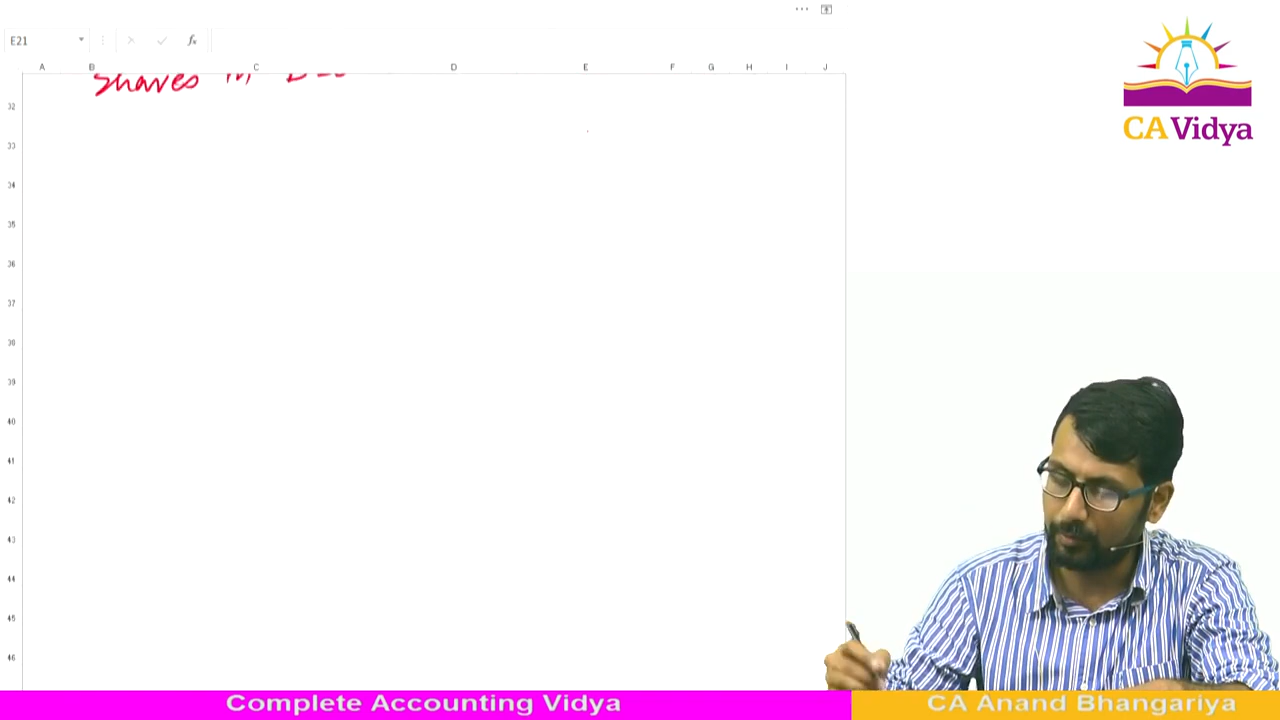 E21
fx
A B C D E F G H I J
Shares in
32
33
34
35
36
37
38
39
40
41
42
43
44
45
46
CA Vidya
Complete Accounting Vidya
CA Anand Bhangariya